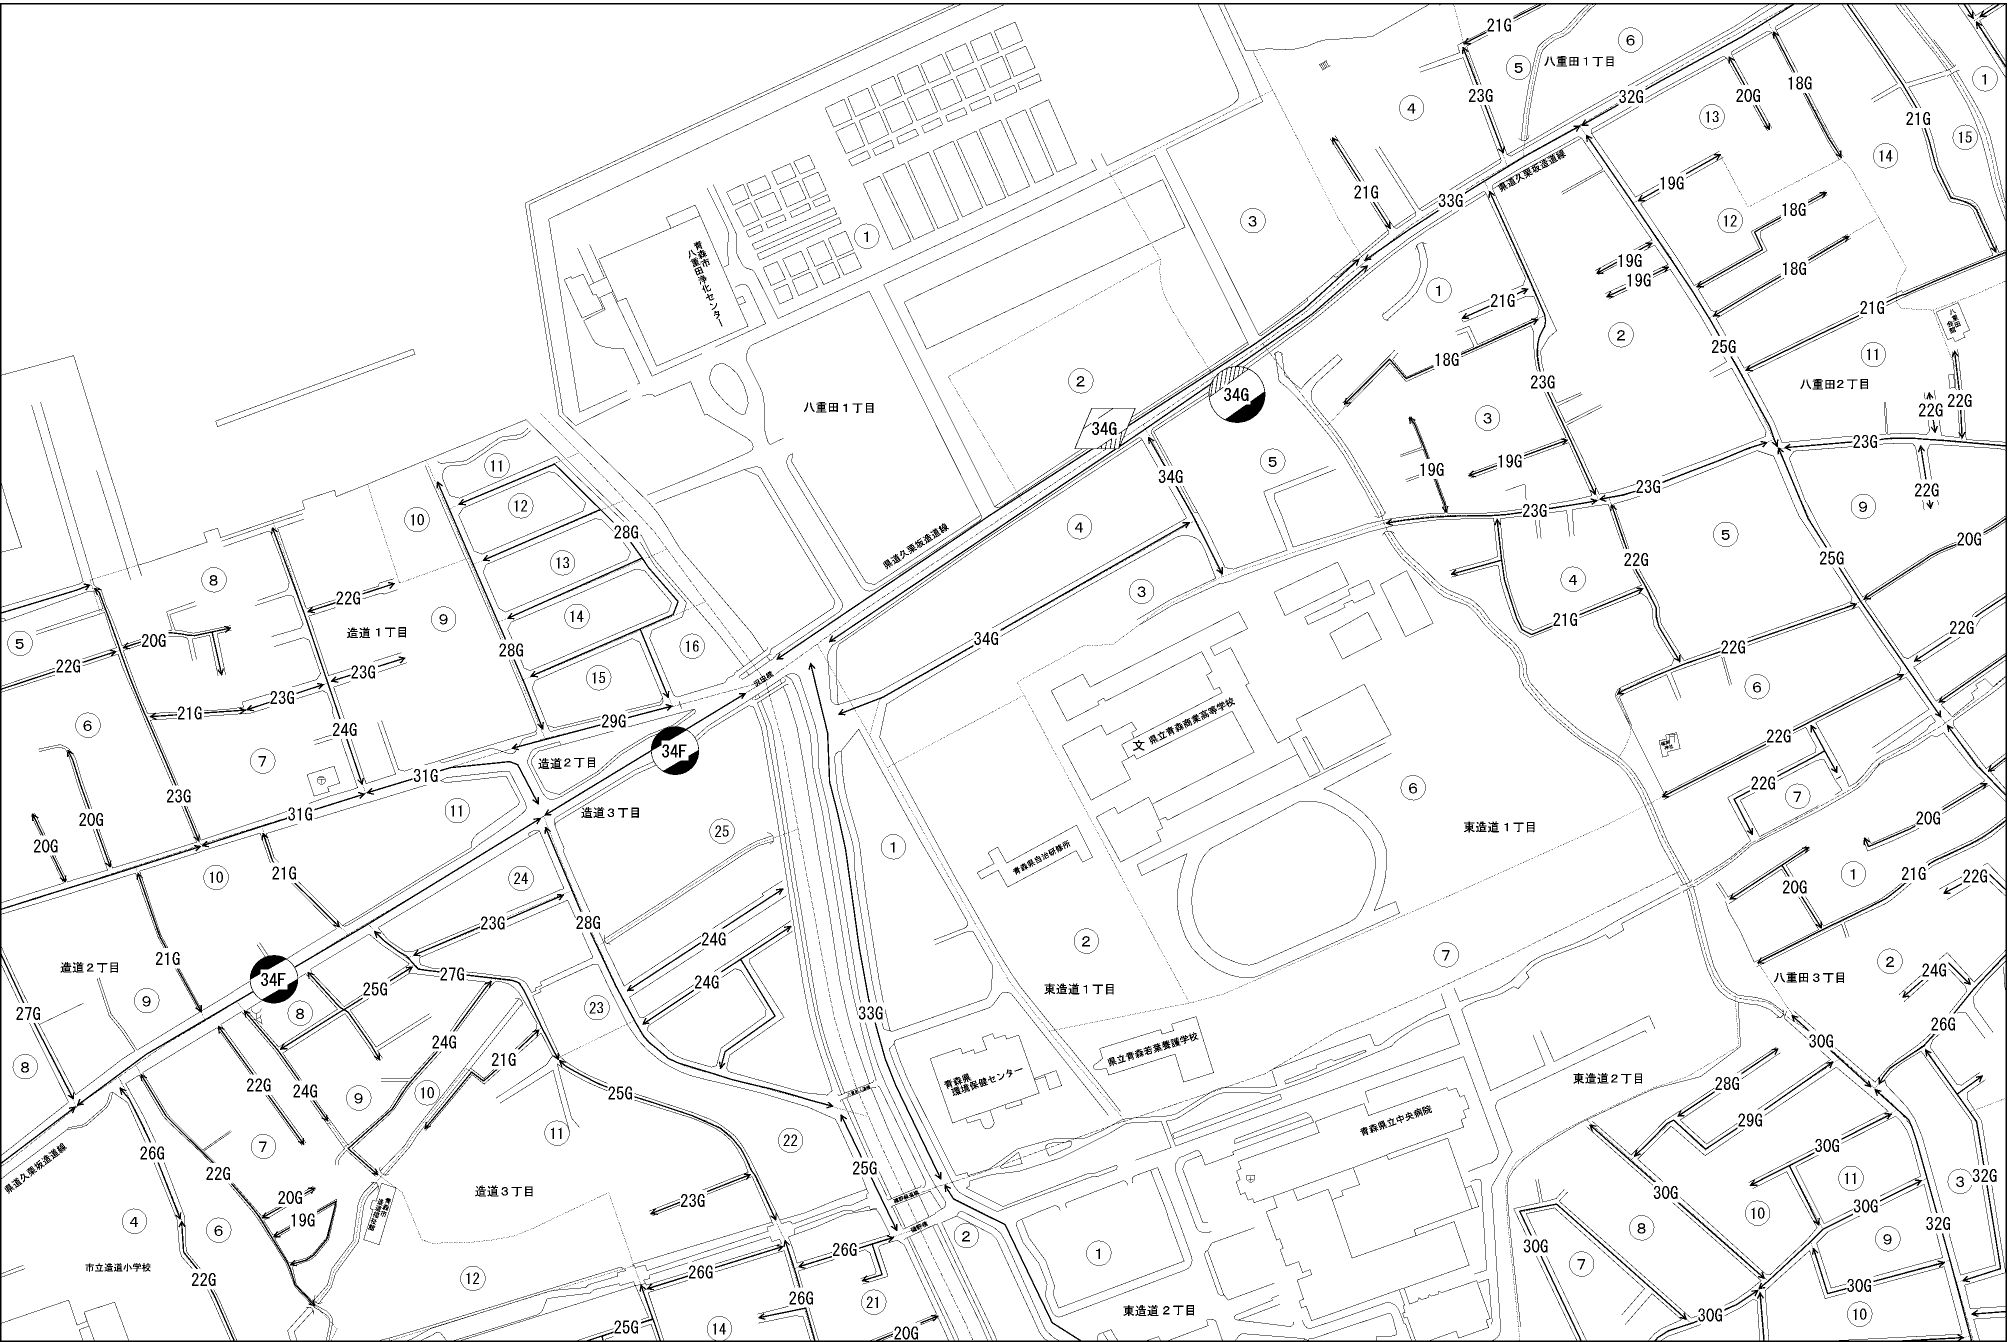 21G
⑥
⑤
八重田1丁目
23G
④
32G
20G
18G
⑬
21G
①
⑮
⑭
県道久栗坂造道線
21G
33G
19G
⑫
18G
19G
19G
18G
③
①
青森市
八重田浄化センター
①
21G
18G
②
25G
21G
八重田
会館
⑪
八重田2丁目
②
八重田1丁目
34G
34G
23G
③
22G
22G
23G
19G
19G
⑤
34G
23G
23G
22G
⑨
⑪
⑫
⑩
28G
⑬
県道久栗坂造道線
④
⑤
25G
20G
⑧
22G
⑨
造道1丁目
⑭
③
22G
④
21G
⑤
20G
22G
28G
⑯
34G
22G
22G
23G
⑮
⑥
23G
21G
⑥
24G
29G
34F
造道2丁目
県立青森商業高等学校
文
22G
22G
⑦
⑦
31G
23G
31G
⑪
造道3丁目
㉕
⑥
東造道1丁目
20G
20G
20G
⑩
21G
㉔
①
青森県自治研修所
20G
①
21G
22G
23G
28G
24G
②
⑦
②
24G
21G
造道2丁目
34F
27G
25G
24G
東造道1丁目
八重田3丁目
⑨
⑧
㉓
27G
24G
33G
県立青森若葉養護学校
30G
26G
⑧
21G
22G
24G
⑨
⑩
25G
青森県
環境保健センター
東造道2丁目
28G
29G
⑪
㉒
青森県立中央病院
26G
⑦
22G
県道久栗坂造道線
25G
30G
30G
⑪
③
32G
20G
造道3丁目
23G
30G
30G
⑩
④
⑥
19G
②
①
⑧
32G
⑨
26G
30G
⑦
市立造道小学校
22G
⑫
26G
26G
㉑
30G
30G
⑩
25G
⑭
20G
東造道2丁目